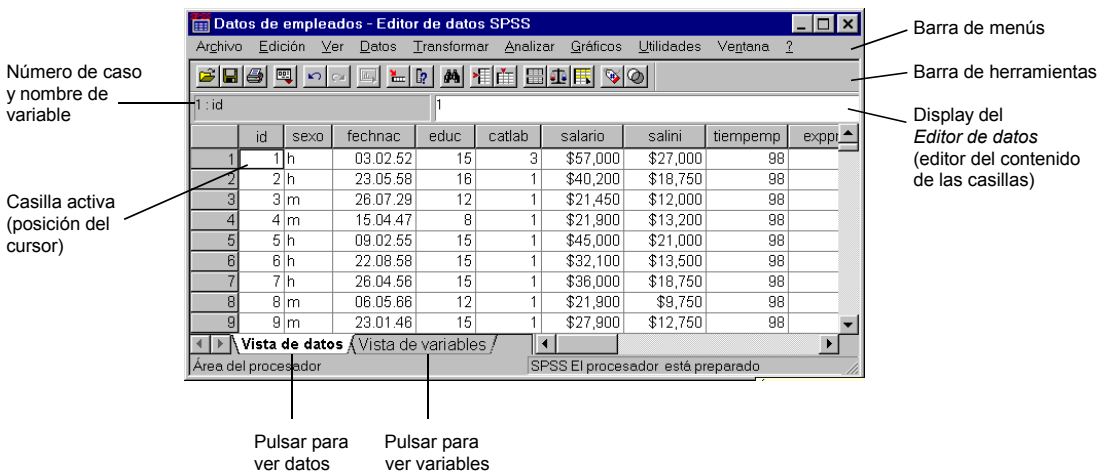 Datos de empleados - Editor de datos SPSS
Archivo Edición Ver Datos Transformar Analizar Gráficos Utilidades Ventana ?
Barra de menús
Barra de herramientas
Número de caso
y nombre de
variable
1 : id
1
Display del
Editor de datos
(editor del contenido
de las casillas)
id sexo fechnac educ catlab salario salini tiempemp
1 1 h 03.02.52 15 3 $57,000 $27,000 98
2 2 h 23.05.58 16 1 $40,200 $18,750 98
3 3 m 26.07.29 12 1 $21,450 $12,000 98
4 4 m 15.04.47 8 1 $21,900 $13,200 98
5 5 h 09.02.55 15 1 $45,000 $21,000 98
6 6 h 22.08.58 15 1 $32,100 $13,500 98
7 7 h 26.04.56 15 1 $36,000 $18,750 98
8 8 m 06.05.66 12 1 $21,900 $9,750 98
9 9 m 23.01.46 15 1 $27,900 $12,750 98
Casilla activa
(posición del
cursor)
Vista de datos Vista de variables
Área del procesador SPSS El procesador está preparado
Pulsar para
ver datos
Pulsar para
ver variables